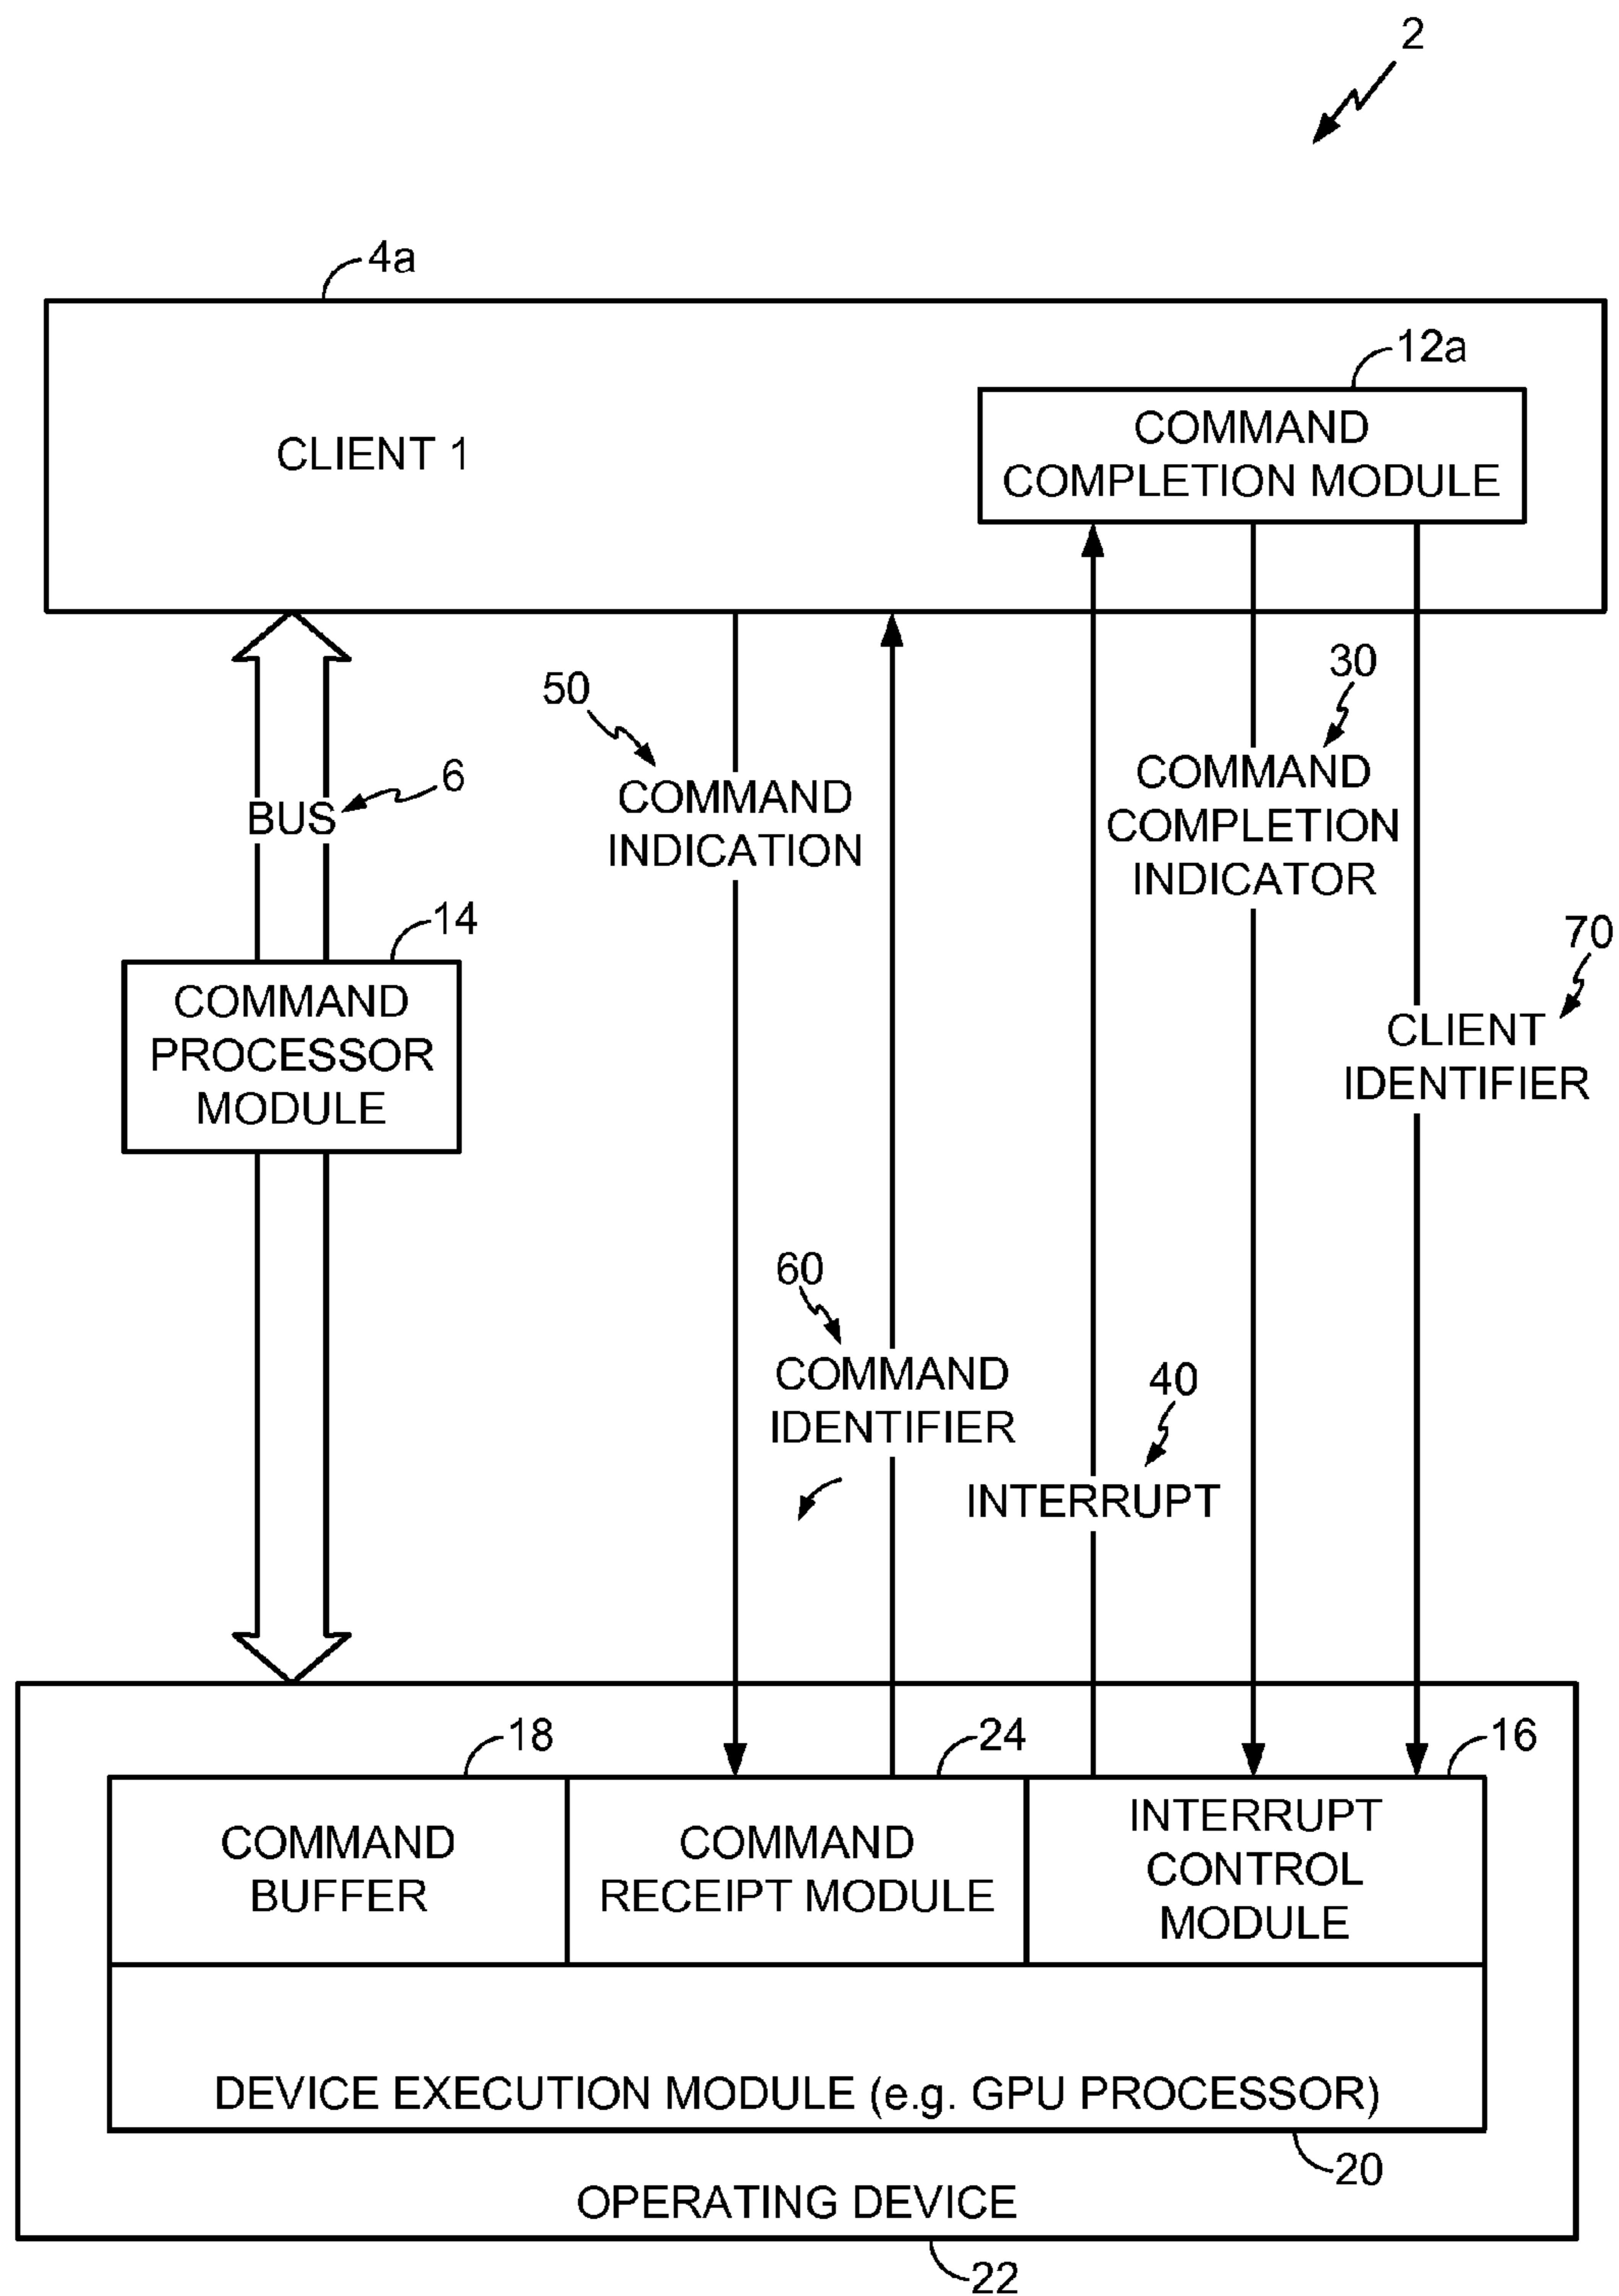 2
4a
12a
CLIENT 1
COMMAND
COMPLETION MODULE
50
30
6
BUS
COMMAND
INDICATION
COMMAND
COMPLETION
INDICATOR
14
COMMAND
PROCESSOR
MODULE
70
CLIENT
IDENTIFIER
60
COMMAND
IDENTIFIER
40
INTERRUPT
18
24
16
COMMAND
BUFFER
COMMAND
RECEIPT MODULE
INTERRUPT
CONTROL
MODULE
DEVICE EXECUTION MODULE (e.g. GPU PROCESSOR)
20
OPERATING DEVICE
22